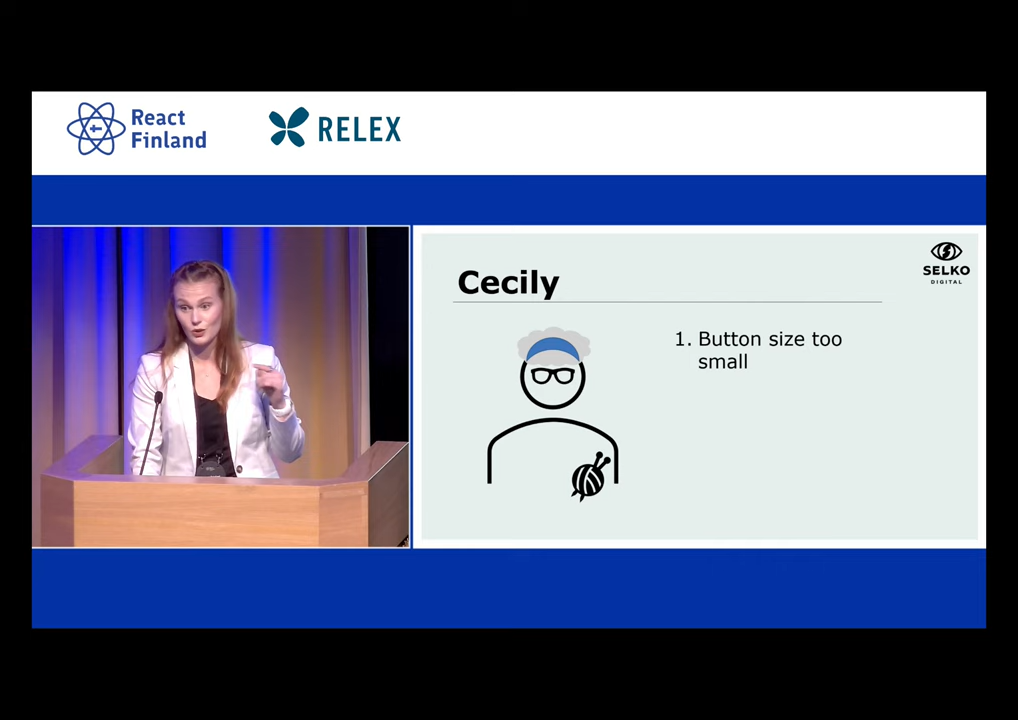 React
Finland
RELEX
SELKO
DIGITAL
Cecily
1. Button size too
small